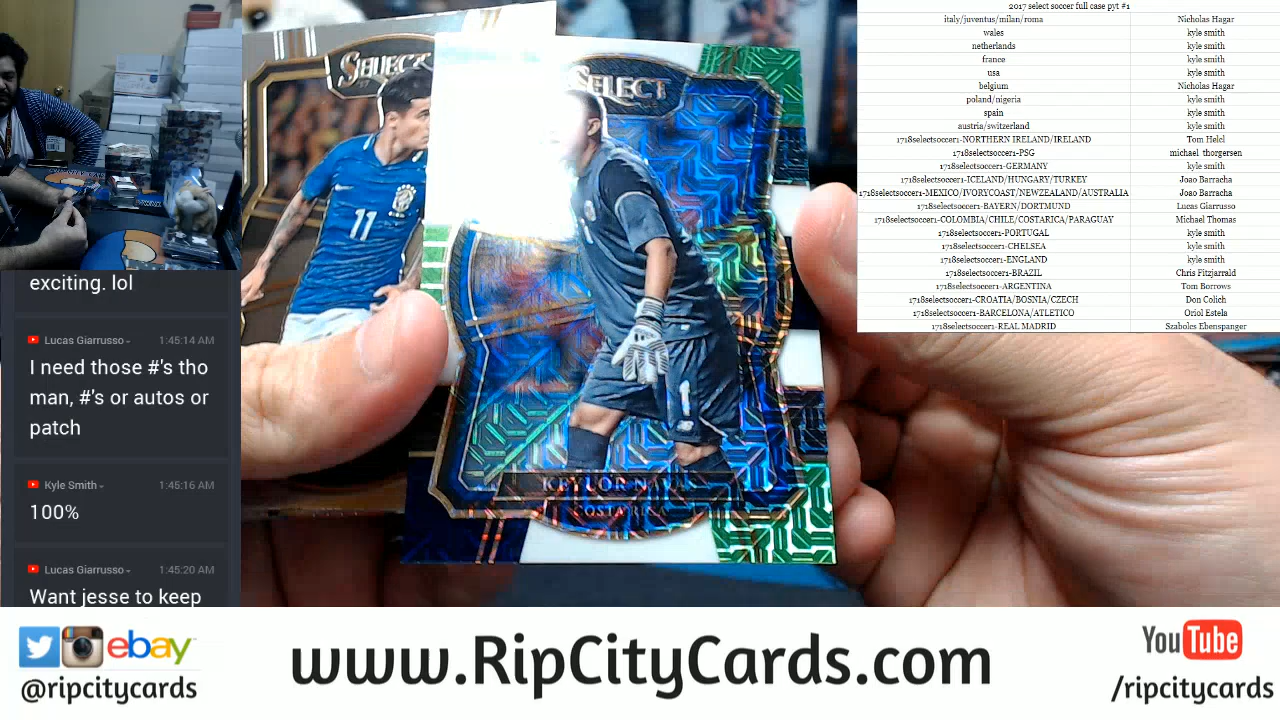 2017 select soccer full case pyt #1
italy/juventus/milan/roma Nicholas Hagar
wales kyle smith
netherlands kyle smith
france kyle smith
usa kyle smith
belgium Nicholas Hagar
poland/nigeria kyle smith
spain kyle smith
austria/switzerland kyle smith
1718selectsoccer1-NORTHERN IRELAND/IRELAND Tom Helel
1718selectsoccer1-PSG michael thorgersen
1718selectsoccer1-GERMANY kyle smith
1718selectsoccer1-ICELAND/HUNGARY/TURKEY Joao Barracha
1718selectsoccer1-MEXICO/IVORYCOAST/NEWZEALAND/AUSTRALIA Joao Barracha
1718selectsoccer1-BAYERN/DORTMUND Lucas Giarrusso
1718selectsoccer1-COLOMBIA/CHILE/COSTARICA/PARAGUAY Michael Thomas
1718selectsoccer1-PORTUGAL kyle smith
1718selectsoccer1-CHELSEA kyle smith
1718selectsoccer1-ENGLAND kyle smith
1718selectsoccer1-BRAZIL Chris Fitzjarrald
1718selectsoccer1-ARGENTINA Tom Borrows
1718selectsoccer1-CROATIA/BOSNIA/CZECH Don Colich
1718selectsoccer1-BARCELONA/ATLETICO Oriol Estela
1718selectsoccer1-REAL MADRID Szabolcs Ebenspanger
SELECT
11
SELECT
1
KEYLOR
COSTA RICA
exciting. lol
Lucas Giarrusso 1:45:14 AM
I need those #'s tho
man, #'s or autos or
patch
Kyle Smith 1:45:16 AM
100%
Lucas Giarrusso 1:45:20 AM
Want jesse to keep
ebay
@ripcitycards
www.RipCityCards.com
YouTube
/ripcitycards